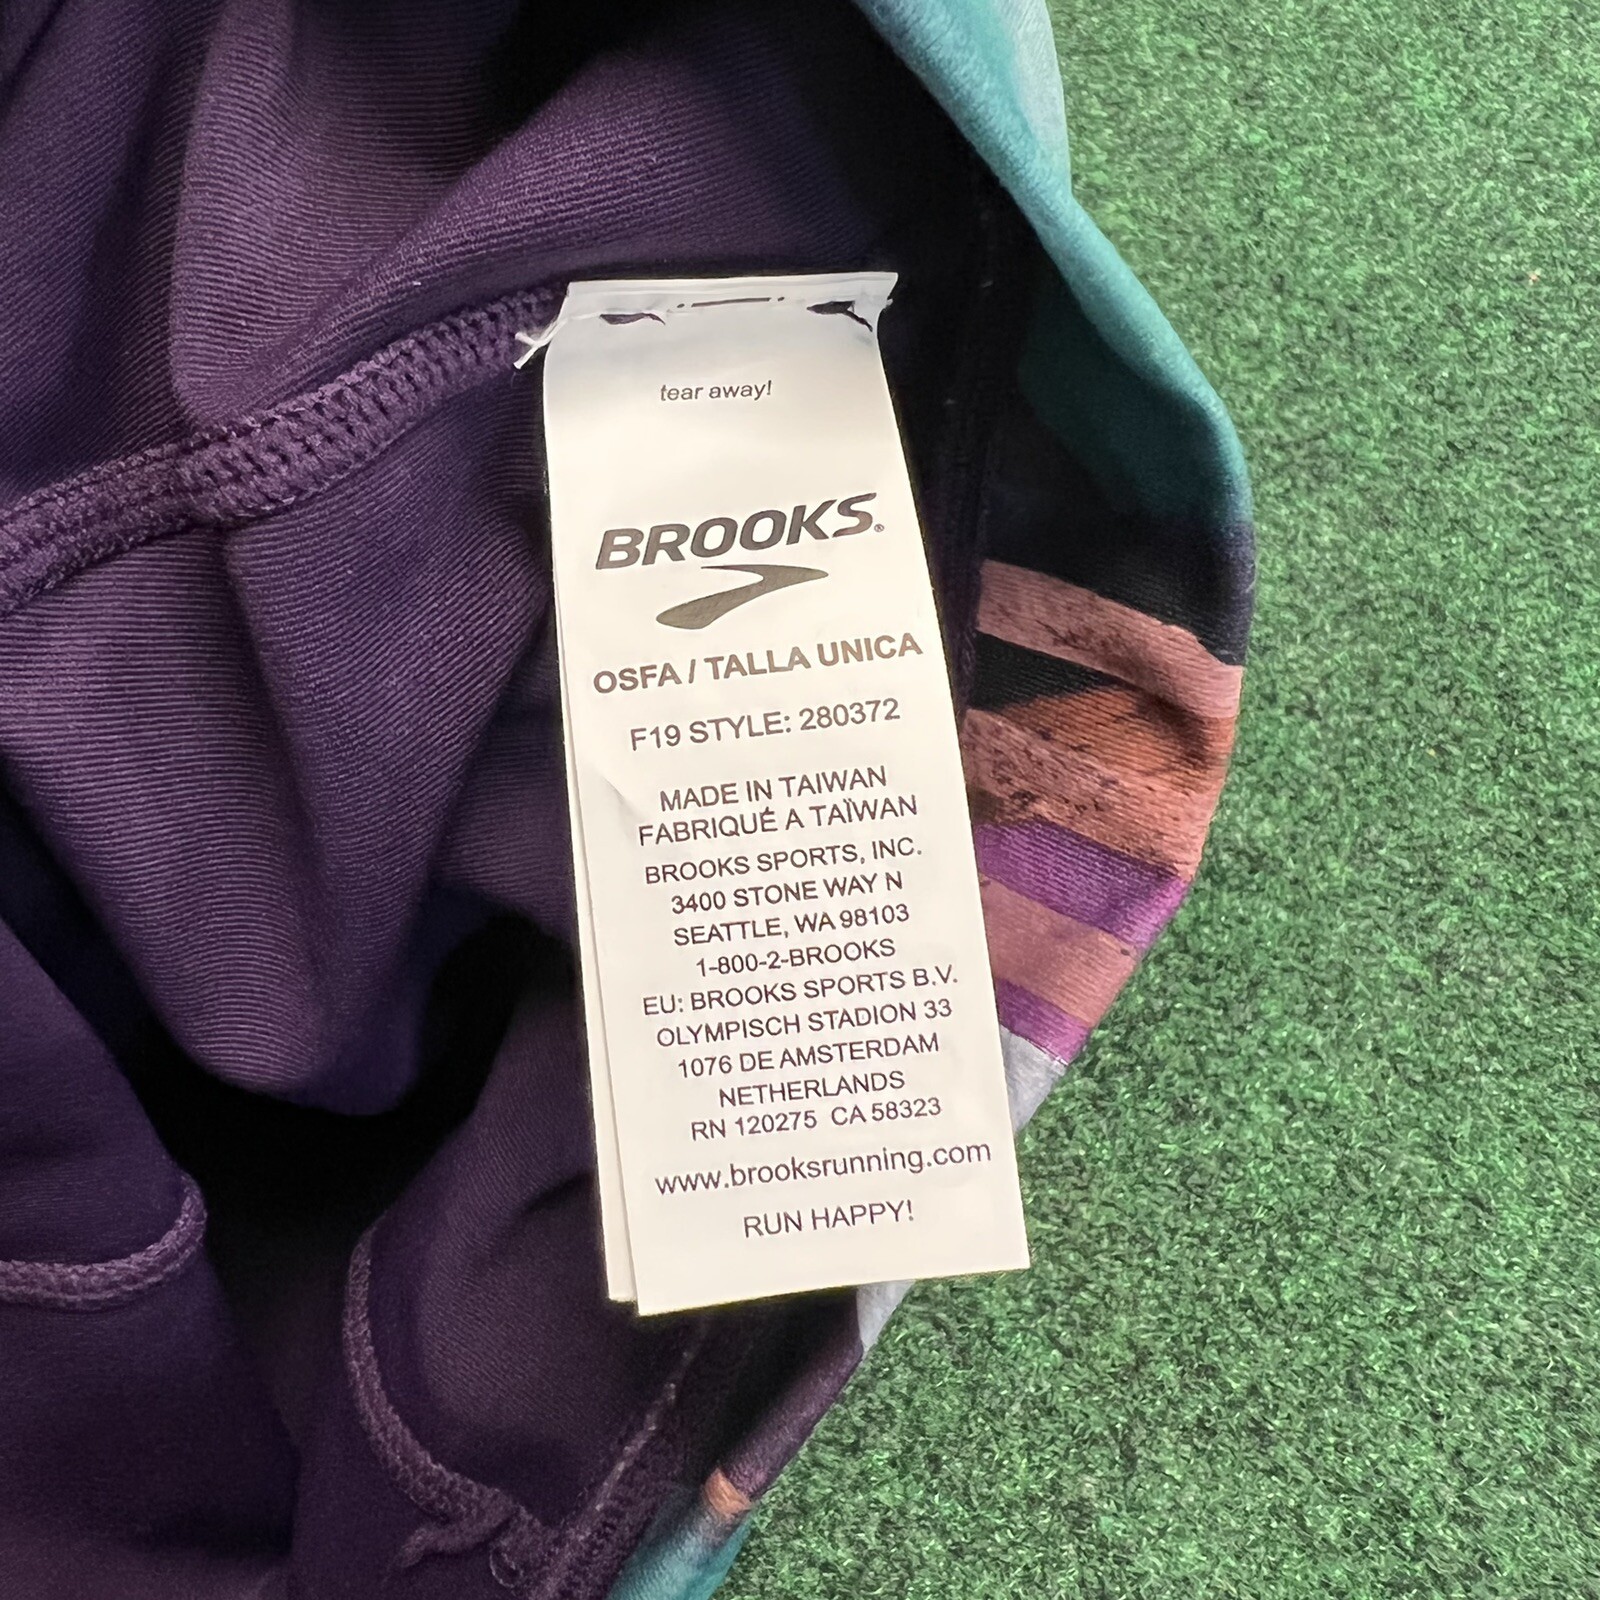 tear away!
BROOKS®
OSFA / TALLA UNICA
F19 STYLE: 280372
MADE IN TAIWAN
FABRIQUÉ A TAÏWAN
BROOKS SPORTS, INC.
3400 STONE WAY N
SEATTLE, WA 98103
1-800-2-BROOKS
EU: BROOKS SPORTS B.V.
OLYMPISCH STADION 33
1076 DE AMSTERDAM
NETHERLANDS
RN 120275 CA 58323
www.brooksrunning.com
RUN HAPPY!